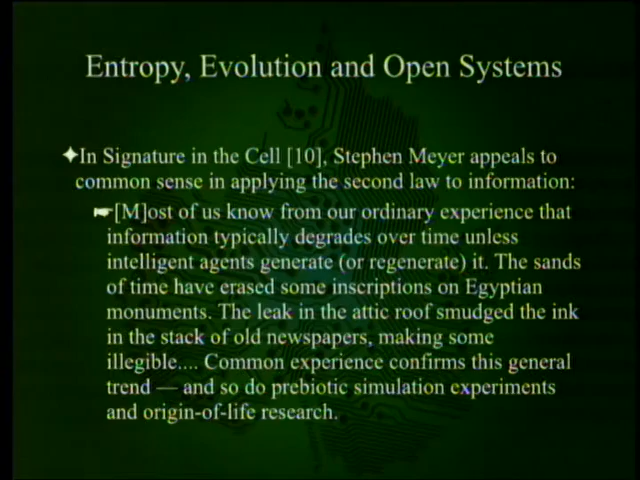 Entropy, Evolution and Open Systems
In Signature in the Cell [10], Stephen Meyer appeals to
common sense in applying the second law to information:
[M]ost of us know from our ordinary experience that
information typically degrades over time unless
intelligent agents generate (or regenerate) it. The sands
of time have erased some inscriptions on Egyptian
monuments. The leak in the attic roof smudged the ink
in the stack of old newspapers, making some
illegible.... Common experience confirms this general
trend — and so do prebiotic simulation experiments
and origin-of-life research.